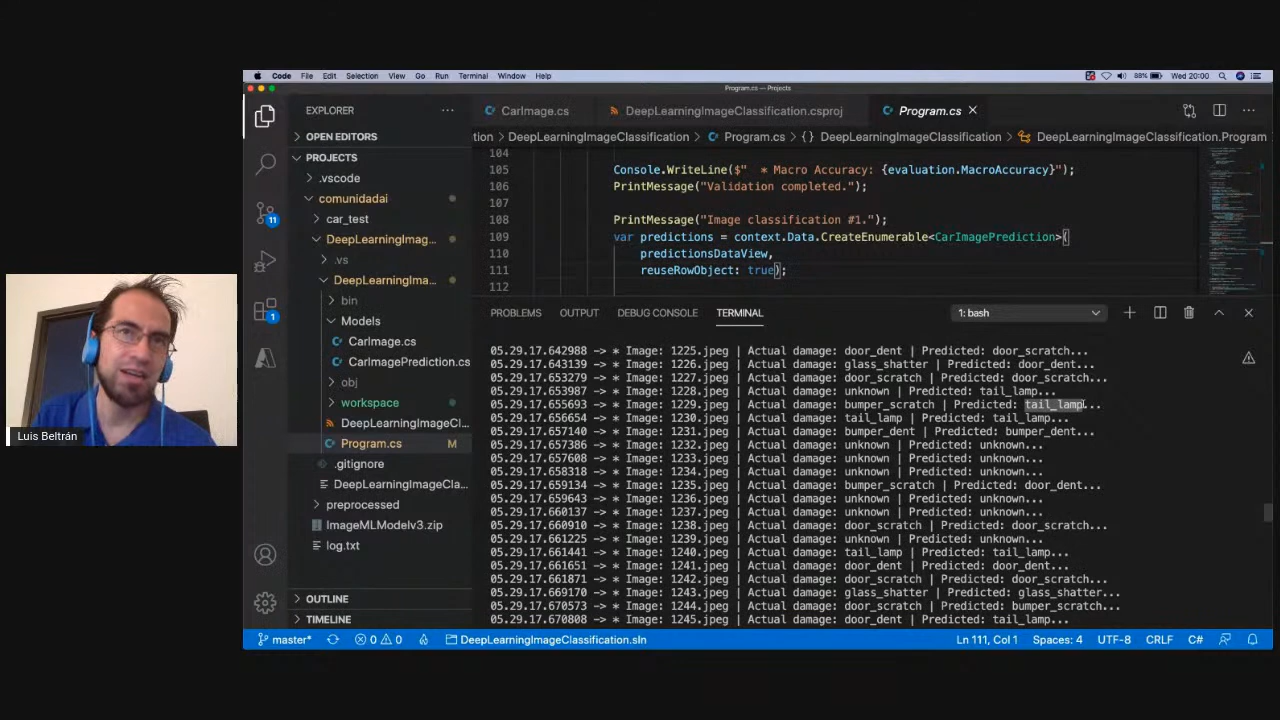 Code File Edit Selection View Go Run Terminal Window Help 88% Wed 20:00
Program.cs — Projects
EXPLORER
OPEN EDITORS
PROJECTS
.vscode
comunidadai
car_test
DeepLearningImag...
.vs
DeepLearningIma...
bin
Models
CarImage.cs
CarImagePrediction.cs
obj
workspace
DeepLearningImageCl...
Program.cs M
.gitignore
DeepLearningImageCla...
preprocessed
ImageMLModelv3.zip
log.txt
OUTLINE
TIMELINE
11
1
CarImage.cs DeepLearningImageClassification.csproj Program.cs
tion > DeepLearningImageClassification > Program.cs > {} DeepLearningImageClassification > DeepLearningImageClassification.Program
104
105 Console.WriteLine($"  * Macro Accuracy: {evaluation.MacroAccuracy}");
106 PrintMessage("Validation completed.");
107
108 PrintMessage("Image classification #1.");
109 var predictions = context.Data.CreateEnumerable<CarImagePrediction>(
110 predictionsDataView,
111 reuseRowObject: true);
112
PROBLEMS OUTPUT DEBUG CONSOLE TERMINAL 1: bash
05.29.17.642988 —> * Image: 1225.jpeg | Actual damage: door_dent | Predicted: door_scratch...
05.29.17.643139 —> * Image: 1226.jpeg | Actual damage: glass_shatter | Predicted: door_dent...
05.29.17.653279 —> * Image: 1227.jpeg | Actual damage: door_scratch | Predicted: door_scratch...
05.29.17.653987 —> * Image: 1228.jpeg | Actual damage: unknown | Predicted: tail_lamp...
05.29.17.655693 —> * Image: 1229.jpeg | Actual damage: bumper_scratch | Predicted: tail_lamp...
05.29.17.656654 —> * Image: 1230.jpeg | Actual damage: tail_lamp | Predicted: tail_lamp...
05.29.17.657140 —> * Image: 1231.jpeg | Actual damage: bumper_dent | Predicted: bumper_dent...
05.29.17.657386 —> * Image: 1232.jpeg | Actual damage: unknown | Predicted: unknown...
05.29.17.657608 —> * Image: 1233.jpeg | Actual damage: unknown | Predicted: unknown...
05.29.17.658318 —> * Image: 1234.jpeg | Actual damage: unknown | Predicted: unknown...
05.29.17.659134 —> * Image: 1235.jpeg | Actual damage: bumper_scratch | Predicted: door_dent...
05.29.17.659643 —> * Image: 1236.jpeg | Actual damage: unknown | Predicted: unknown...
05.29.17.660137 —> * Image: 1237.jpeg | Actual damage: unknown | Predicted: unknown...
05.29.17.660910 —> * Image: 1238.jpeg | Actual damage: door_scratch | Predicted: door_scratch...
05.29.17.661225 —> * Image: 1239.jpeg | Actual damage: unknown | Predicted: unknown...
05.29.17.661441 —> * Image: 1240.jpeg | Actual damage: tail_lamp | Predicted: tail_lamp...
05.29.17.661651 —> * Image: 1241.jpeg | Actual damage: door_dent | Predicted: door_dent...
05.29.17.661871 —> * Image: 1242.jpeg | Actual damage: door_scratch | Predicted: door_scratch...
05.29.17.669170 —> * Image: 1243.jpeg | Actual damage: glass_shatter | Predicted: glass_shatter...
05.29.17.670573 —> * Image: 1244.jpeg | Actual damage: door_scratch | Predicted: bumper_scratch...
05.29.17.670808 —> * Image: 1245.jpeg | Actual damage: door_dent | Predicted: tail_lamp...
Luis Beltrán
master* 0 0 DeepLearningImageClassification.sln Ln 111, Col 1 Spaces: 4 UTF-8 CRLF C#